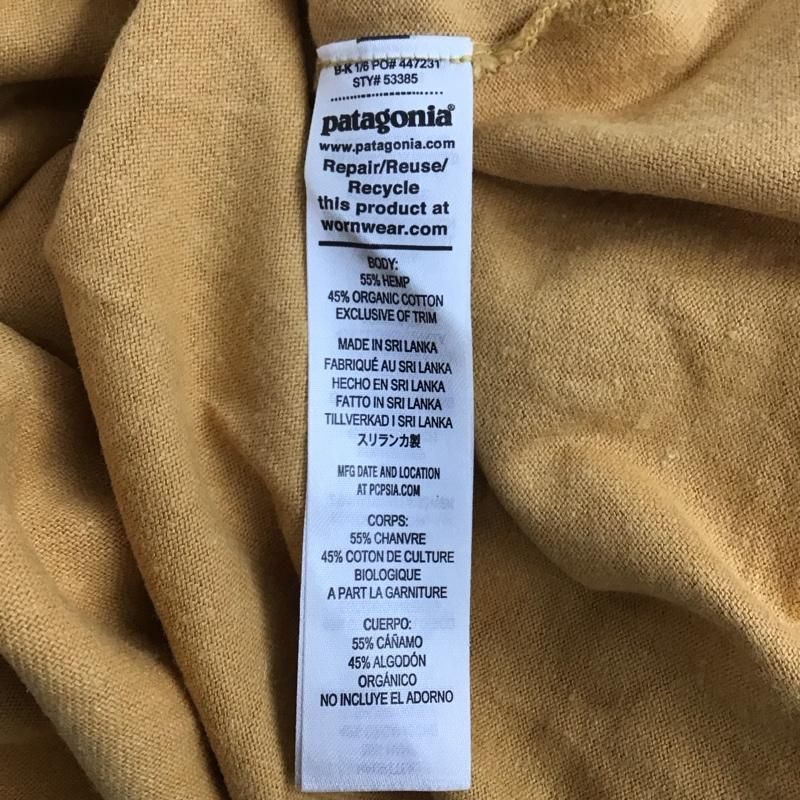 B-K 1/6 PO# 447231
STY# 53385
patagonia®
www.patagonia.com
Repair/Reuse/
Recycle
this product at
wornwear.com
BODY:
55% HEMP
45% ORGANIC COTTON
EXCLUSIVE OF TRIM
MADE IN SRI LANKA
FABRIQUÉ AU SRI LANKA
HECHO EN SRI LANKA
FATTO IN SRI LANKA
TILLVERKAD I SRI LANKA
スリランカ製
MFG DATE AND LOCATION
AT PCPSIA.COM
CORPS:
55% CHANVRE
45% COTON DE CULTURE
BIOLOGIQUE
A PART LA GARNITURE
CUERPO:
55% CÁÑAMO
45% ALGODÓN
ORGÁNICO
NO INCLUYE EL ADORNO